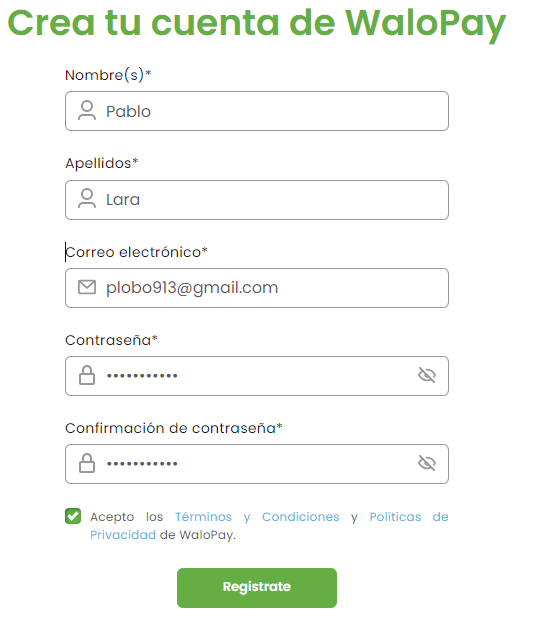 Crea tu cuenta de WaloPay
Nombre(s)*
Pablo
Apellidos*
Lara
Correo electrónico*
plobo913@gmail.com
Contraseña*
•••••••••••
Confirmación de contraseña*
•••••••••••
Acepto los Términos y Condiciones y Políticas de
Privacidad de WaloPay.
Registrate